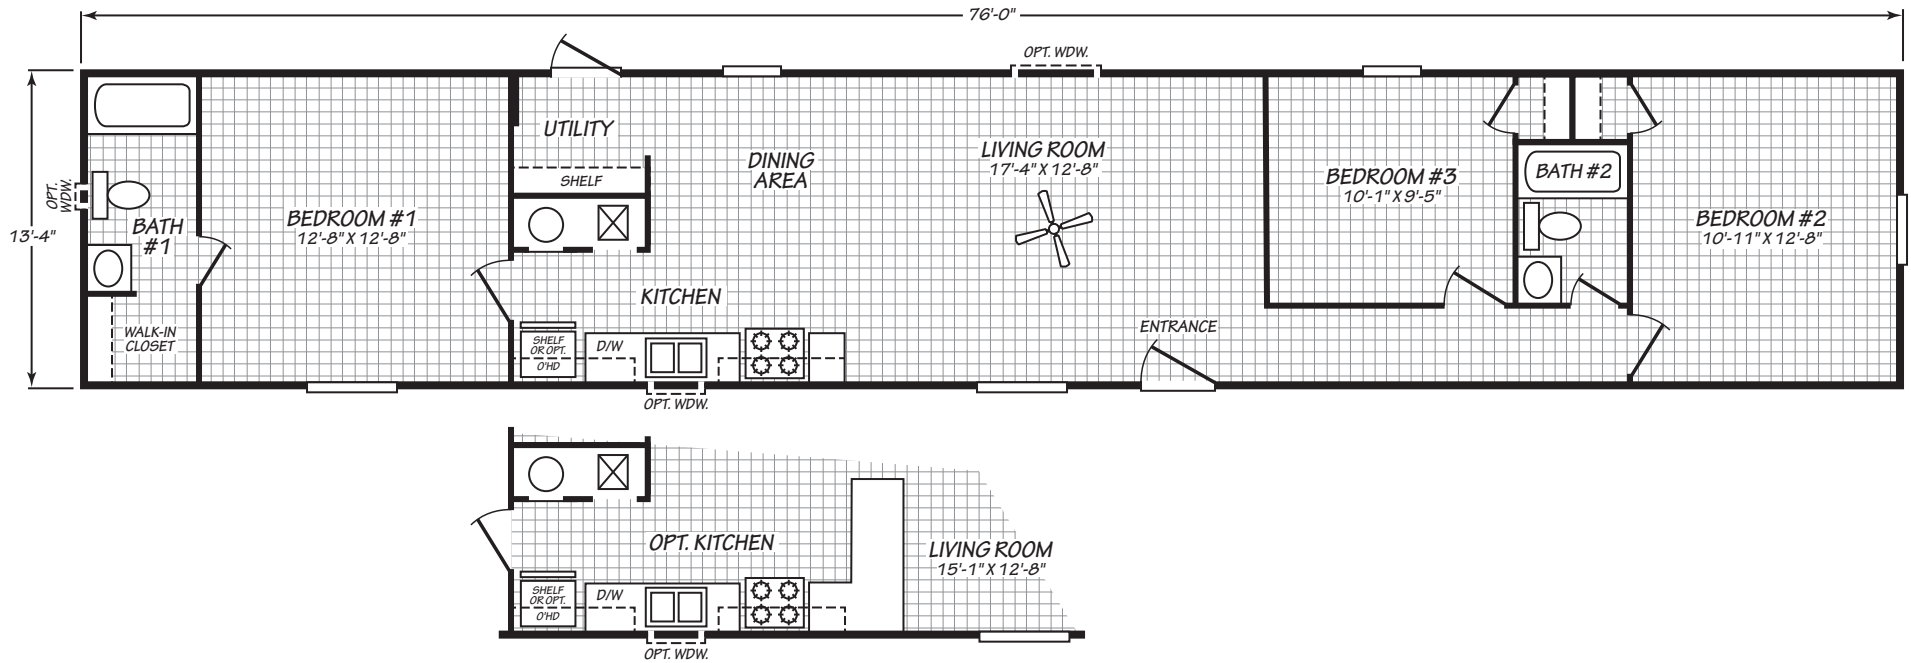 76'-0"
OPT. WDW.
13'-4"
OPT.
WDW.
BATH
#1
WALK-IN
CLOSET
BEDROOM #1
12'-8" X 12'-8"
UTILITY
SHELF
DINING
AREA
KITCHEN
SHELF
OR OPT.
O'HD
D/W
OPT. WDW.
LIVING ROOM
17'-4" X 12'-8"
ENTRANCE
BEDROOM #3
10'-1" X 9'-5"
BATH #2
BEDROOM #2
10'-11" X 12'-8"
OPT. KITCHEN
LIVING ROOM
15'-1" X 12'-8"
SHELF
OR OPT.
O'HD
D/W
OPT. WDW.